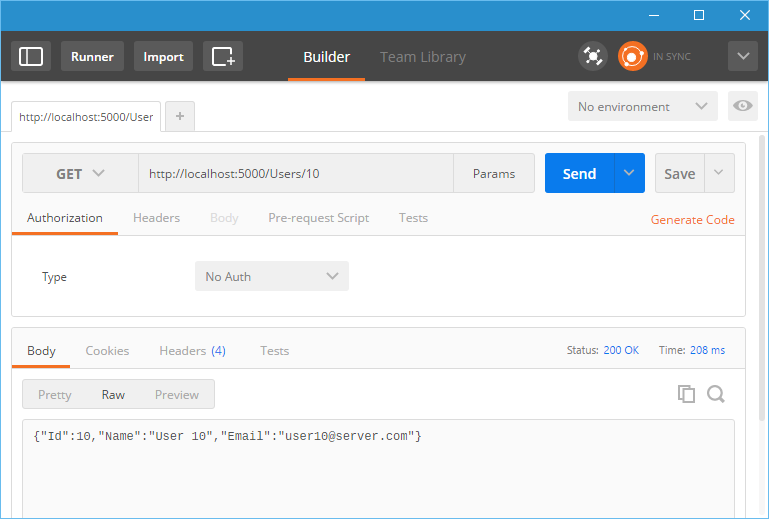 Runner Import Builder Team Library IN SYNC
http://localhost:5000/User + No environment
GET http://localhost:5000/Users/10 Params Send Save
Authorization Headers Body Pre-request Script Tests Generate Code
Type No Auth
Body Cookies Headers (4) Tests Status: 200 OK Time: 208 ms
Pretty Raw Preview
{"Id":10,"Name":"User 10","Email":"user10@server.com"}